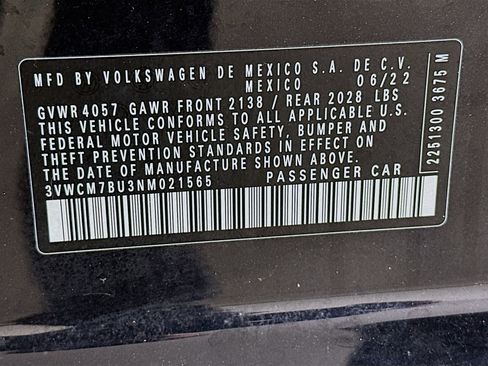 MFD BY VOLKSWAGEN DE MEXICO S.A. DE C.V.
MEXICO 06/22
GVWR 4057 GAWR FRONT 2138 / REAR 2028 LBS
THIS VEHICLE CONFORMS TO ALL APPLICABLE U.S.
FEDERAL MOTOR VEHICLE SAFETY, BUMPER AND
THEFT PREVENTION STANDARDS IN EFFECT ON
THE DATE OF MANUFACTURE SHOWN ABOVE.
3VWCM7BU3NM021565 PASSENGER CAR
2251300 3675 M